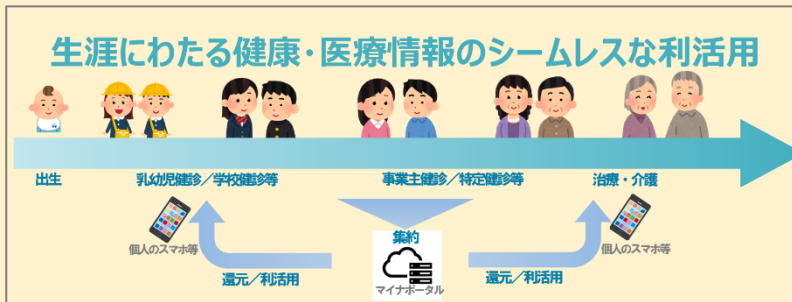 生涯にわたる健康・医療情報のシームレスな利活用
出生
乳幼児健診／学校健診等
事業主健診／特定健診等
治療・介護
個人のスマホ等
集約
個人のスマホ等
還元／利活用
マイナポータル
還元／利活用